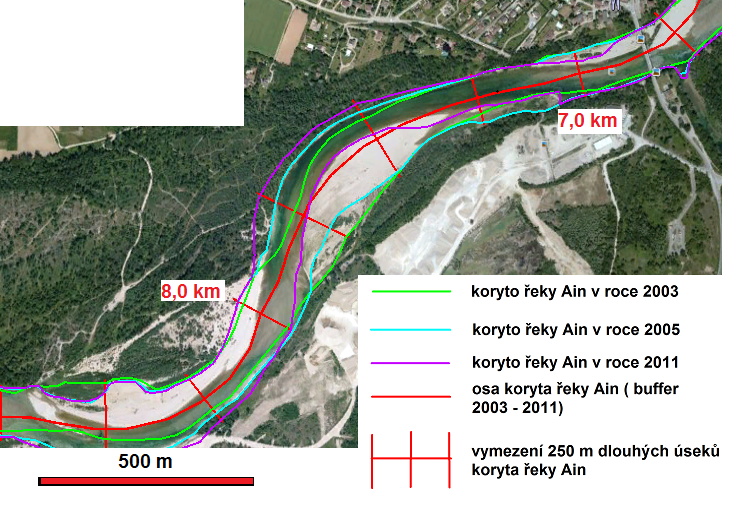 7,0 km
8,0 km
koryto řeky Ain v roce 2003
koryto řeky Ain v roce 2005
koryto řeky Ain v roce 2011
osa koryta řeky Ain ( buffer
2003 - 2011)
vymezení 250 m dlouhých úseků
koryta řeky Ain
500 m